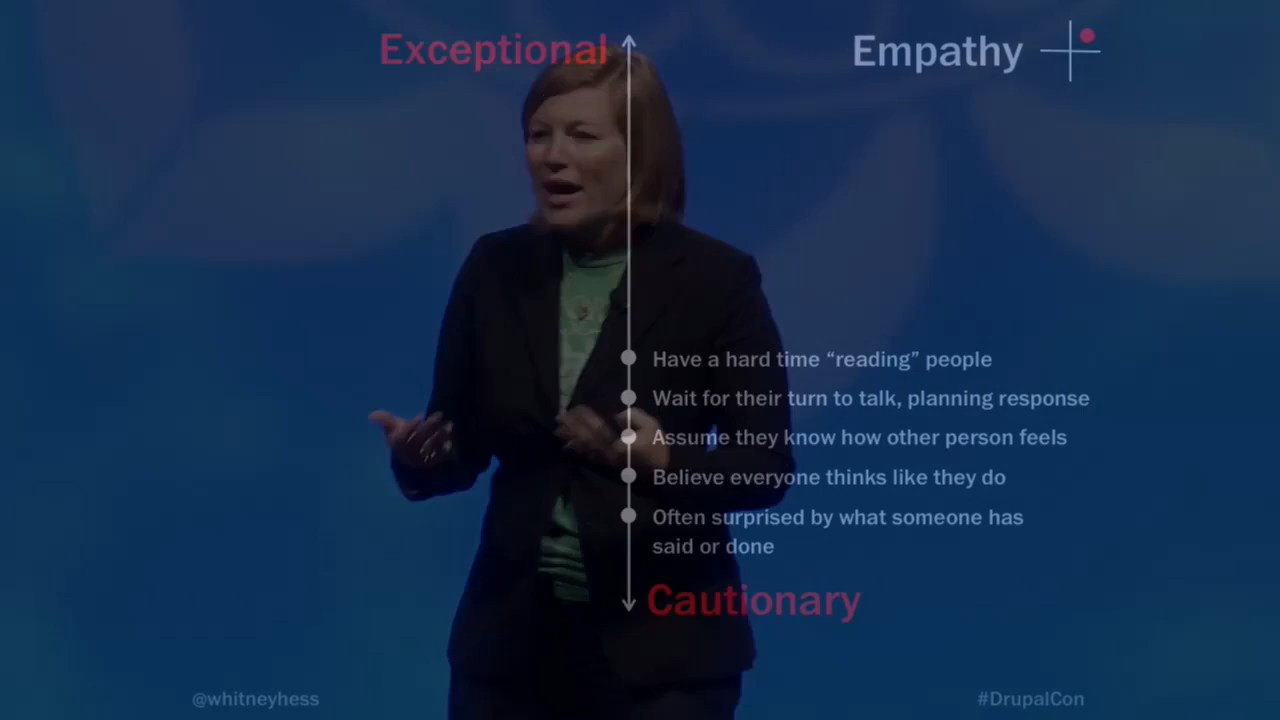 Exceptional
Empathy
Have a hard time “reading” people
Wait for their turn to talk, planning response
Assume they know how other person feels
Believe everyone thinks like they do
Often surprised by what someone has
said or done
Cautionary
@whitneyhess
#DrupalCon